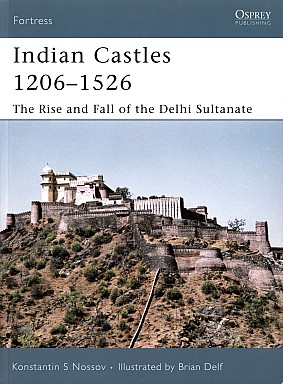 Fortress
OSPREY
PUBLISHING
Indian Castles
1206–1526
The Rise and Fall of the Delhi Sultanate
Konstantin S Nossov • Illustrated by Brian Delf